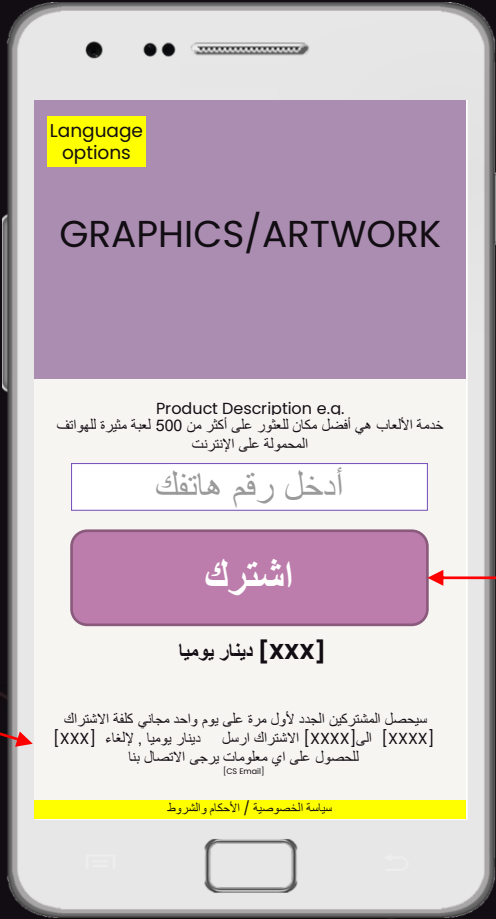 Language
options
GRAPHICS/ARTWORK
Product Description e.g.
خدمة الألعاب هي أفضل مكان للعثور على أكثر من 500 لعبة مثيرة للهواتف
المحمولة على الإنترنت
أدخل رقم هاتفك
اشترك
[xxx] دينار يوميا
سيحصل المشتركين الجدد لأول مرة على يوم واحد مجاني كلفة الاشتراك
[XXX] دينار يوميا , لإلغاء الاشتراك ارسل [XXXX] الى [XXXX]
للحصول على اي معلومات يرجى الاتصال بنا
[CS Email]
سياسة الخصوصية / الأحكام والشروط